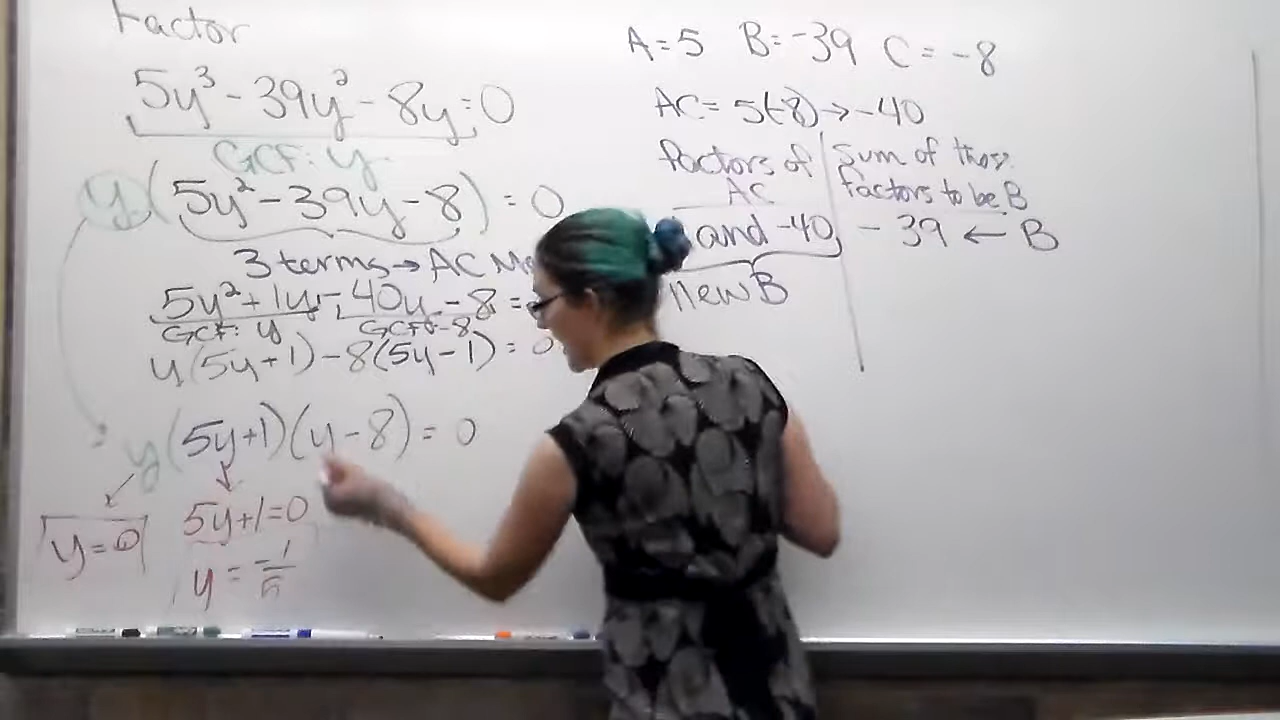 Factor
5y³ - 39y² - 8y = 0
GCF: y
y(5y² - 39y - 8) = 0
3 terms → AC
5y² + 1y - 40y - 8 =
GCF: y GCF: -8
y(5y + 1) - 8(5y - 1) = 0
y(5y+1)(y-8) = 0
5y+1=0
y=0
y = -1/5
A=5 B=-39 C=-8
AC= 5(-8) → -40
factors of AC
Sum of those factors to be B
and -40
-39 ← B
new B